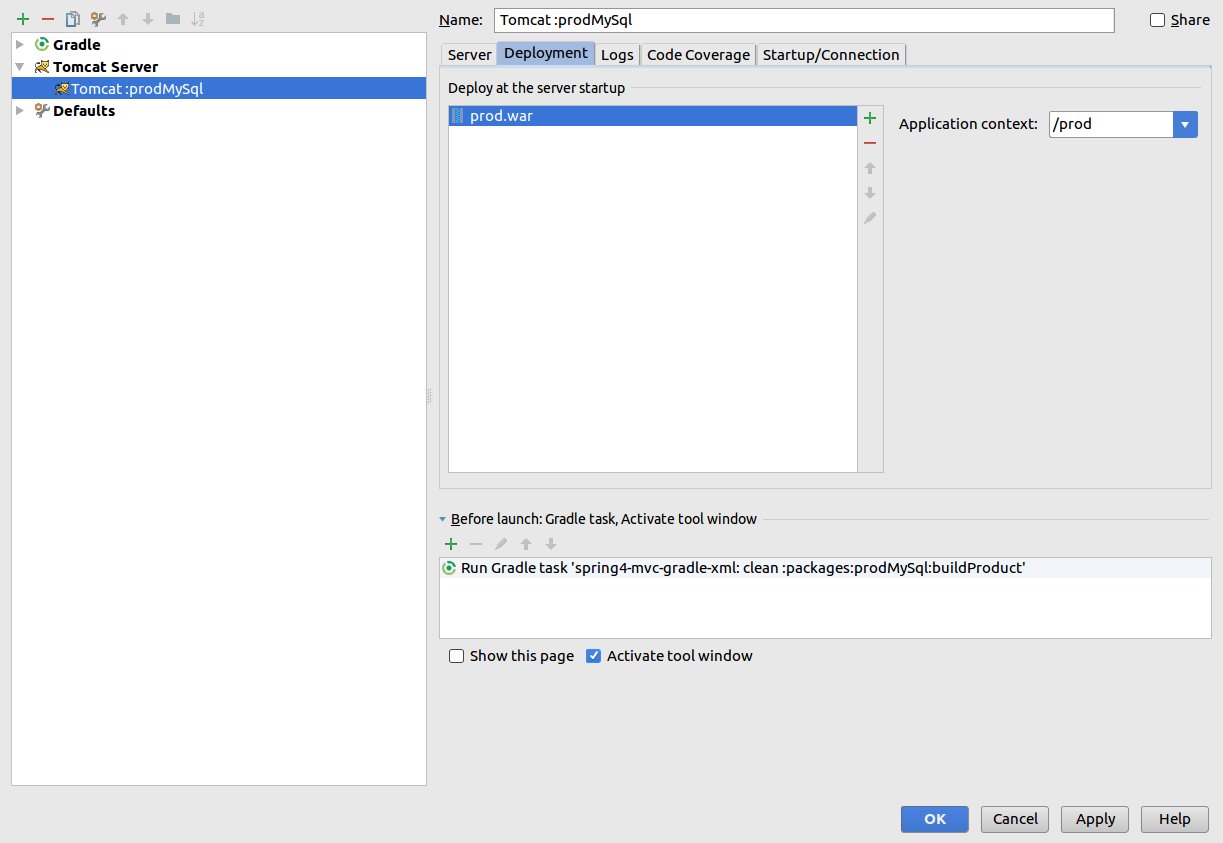 Name: Tomcat :prodMySql Share
Gradle
Tomcat Server
Tomcat :prodMySql
Defaults
Server Deployment Logs Code Coverage Startup/Connection
Deploy at the server startup
prod.war
Application context: /prod
Before launch: Gradle task, Activate tool window
Run Gradle task 'spring4-mvc-gradle-xml: clean :packages:prodMySql:buildProduct'
Show this page Activate tool window
OK Cancel Apply Help